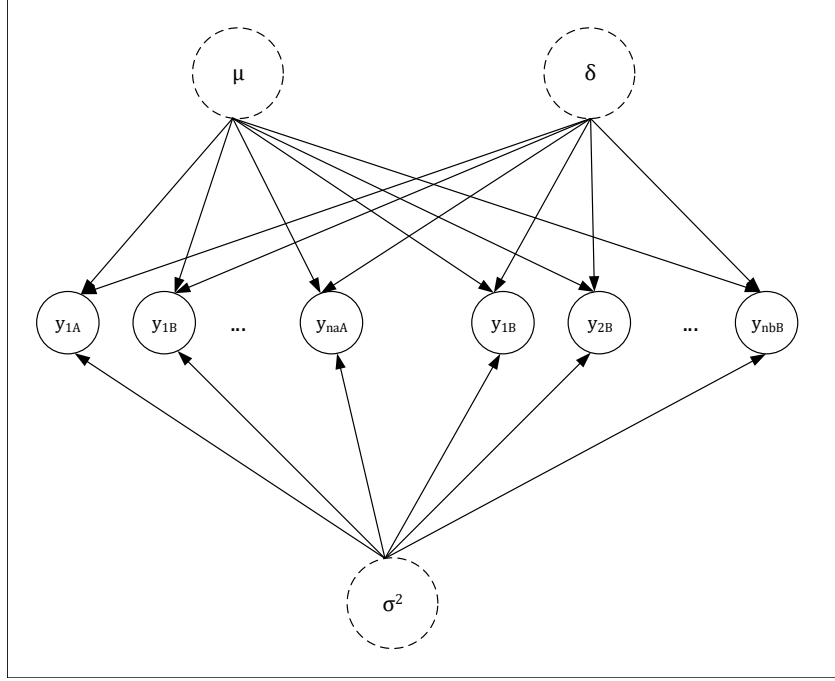 μ δ
y1A y1B ... ynaA y1B y2B ... ynbB
σ²